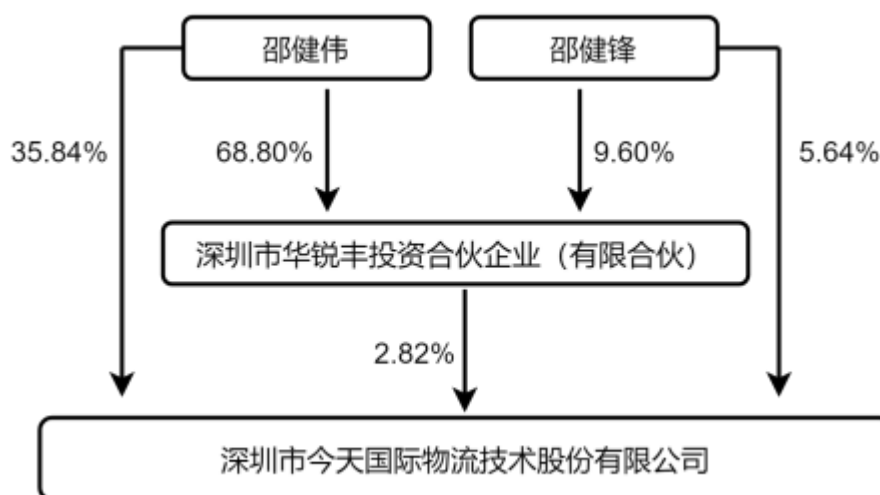 邵健伟
邵健锋
35.84%
68.80%
9.60%
5.64%
深圳市华锐丰投资合伙企业（有限合伙）
2.82%
深圳市今天国际物流技术股份有限公司